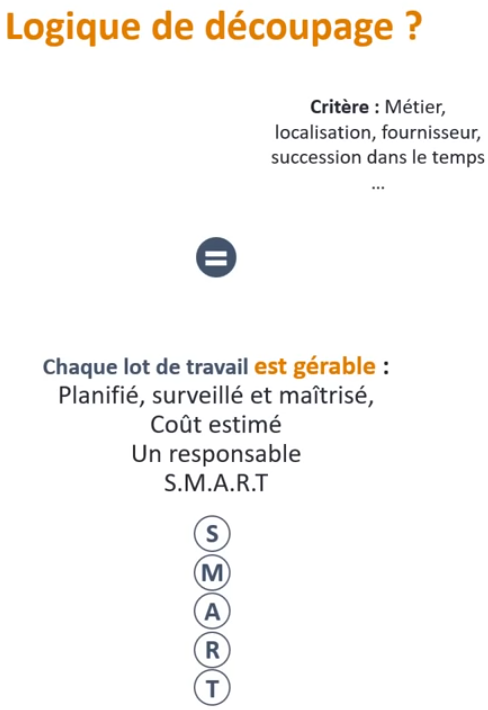 Logique de découpage ?
Critère : Métier,
localisation, fournisseur,
succession dans le temps
...
=
Chaque lot de travail est gérable :
Planifié, surveillé et maîtrisé,
Coût estimé
Un responsable
S.M.A.R.T
S
M
A
R
T